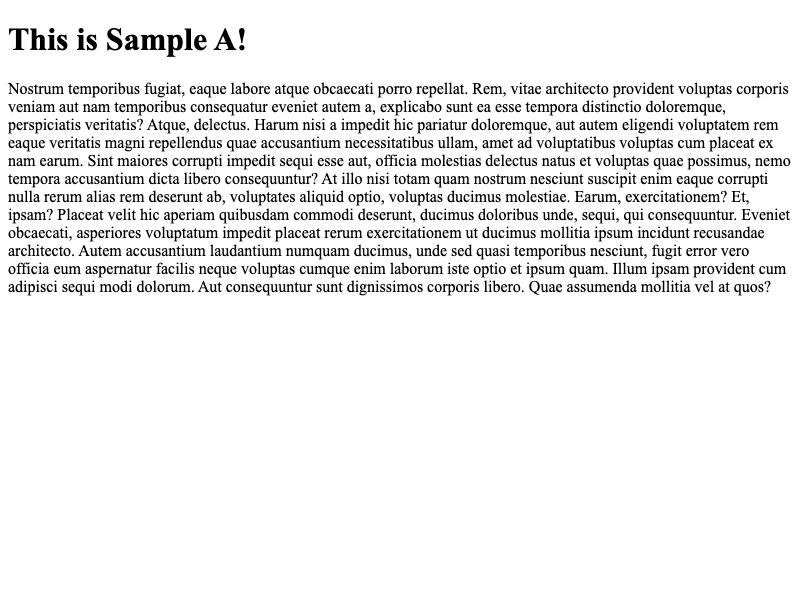 This is Sample A!
Nostrum temporibus fugiat, eaque labore atque obcaecati porro repellat. Rem, vitae architecto provident voluptas corporis
veniam aut nam temporibus consequatur eveniet autem a, explicabo sunt ea esse tempora distinctio doloremque,
perspiciatis veritatis? Atque, delectus. Harum nisi a impedit hic pariatur doloremque, aut autem eligendi voluptatem rem
eaque veritatis magni repellendus quae accusantium necessitatibus ullam, amet ad voluptatibus voluptas cum placeat ex
nam earum. Sint maiores corrupti impedit sequi esse aut, officia molestias delectus natus et voluptas quae possimus, nemo
tempora accusantium dicta libero consequuntur? At illo nisi totam quam nostrum nesciunt suscipit enim eaque corrupti
nulla rerum alias rem deserunt ab, voluptates aliquid optio, voluptas ducimus molestiae. Earum, exercitationem? Et,
ipsam? Placeat velit hic aperiam quibusdam commodi deserunt, ducimus doloribus unde, sequi, qui consequuntur. Eveniet
obcaecati, asperiores voluptatum impedit placeat rerum exercitationem ut ducimus mollitia ipsum incidunt recusandae
architecto. Autem accusantium laudantium numquam ducimus, unde sed quasi temporibus nesciunt, fugit error vero
officia eum aspernatur facilis neque voluptas cumque enim laborum iste optio et ipsum quam. Illum ipsam provident cum
adipisci sequi modi dolorum. Aut consequuntur sunt dignissimos corporis libero. Quae assumenda mollitia vel at quos?